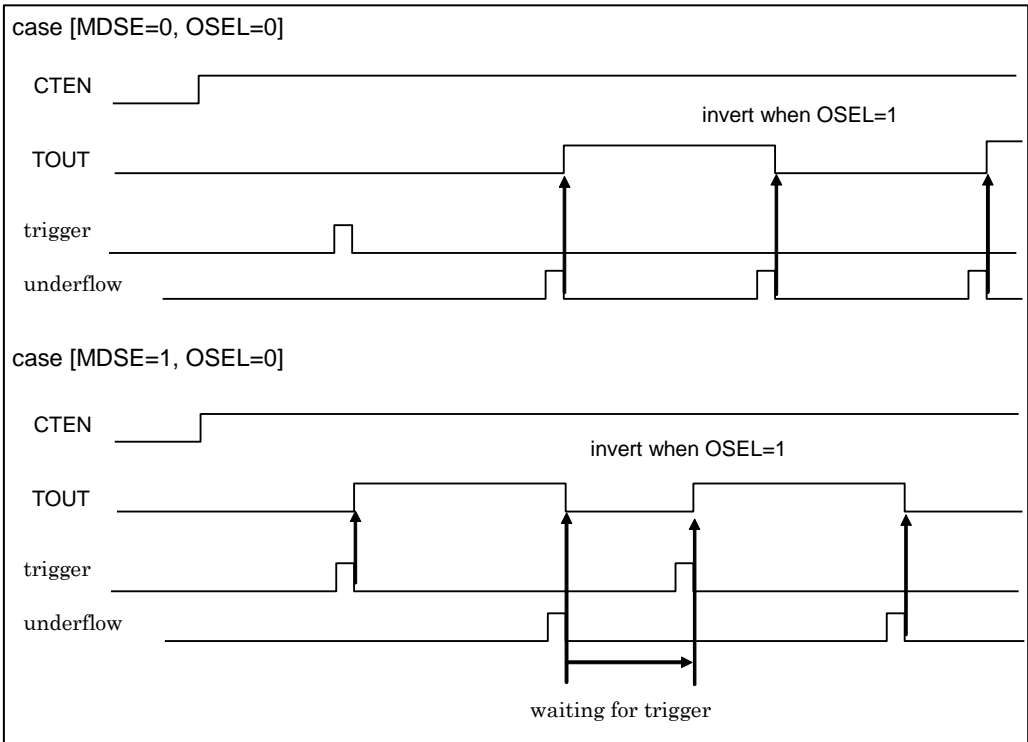 case [MDSE=0, OSEL=0]
CTEN
invert when OSEL=1
TOUT
trigger
underflow
case [MDSE=1, OSEL=0]
CTEN
invert when OSEL=1
TOUT
trigger
underflow
waiting for trigger